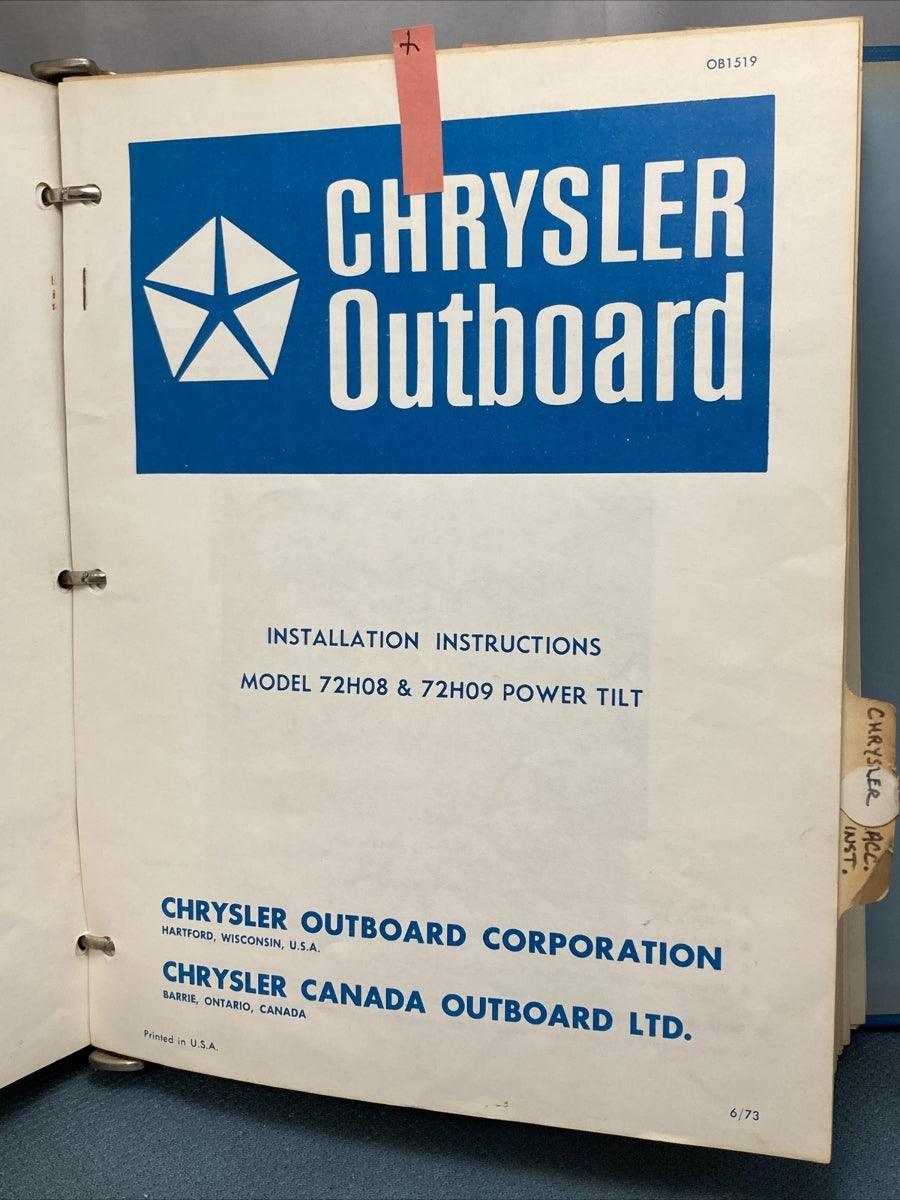 OB1519
CHRYSLER
Outboard
INSTALLATION INSTRUCTIONS
MODEL 72H08 & 72H09 POWER TILT
CHRYSLER OUTBOARD CORPORATION
HARTFORD, WISCONSIN, U.S.A.
CHRYSLER CANADA OUTBOARD LTD.
BARRIE, ONTARIO, CANADA
Printed in U.S.A.
6/73
CHRYSLER ACC.
INST.